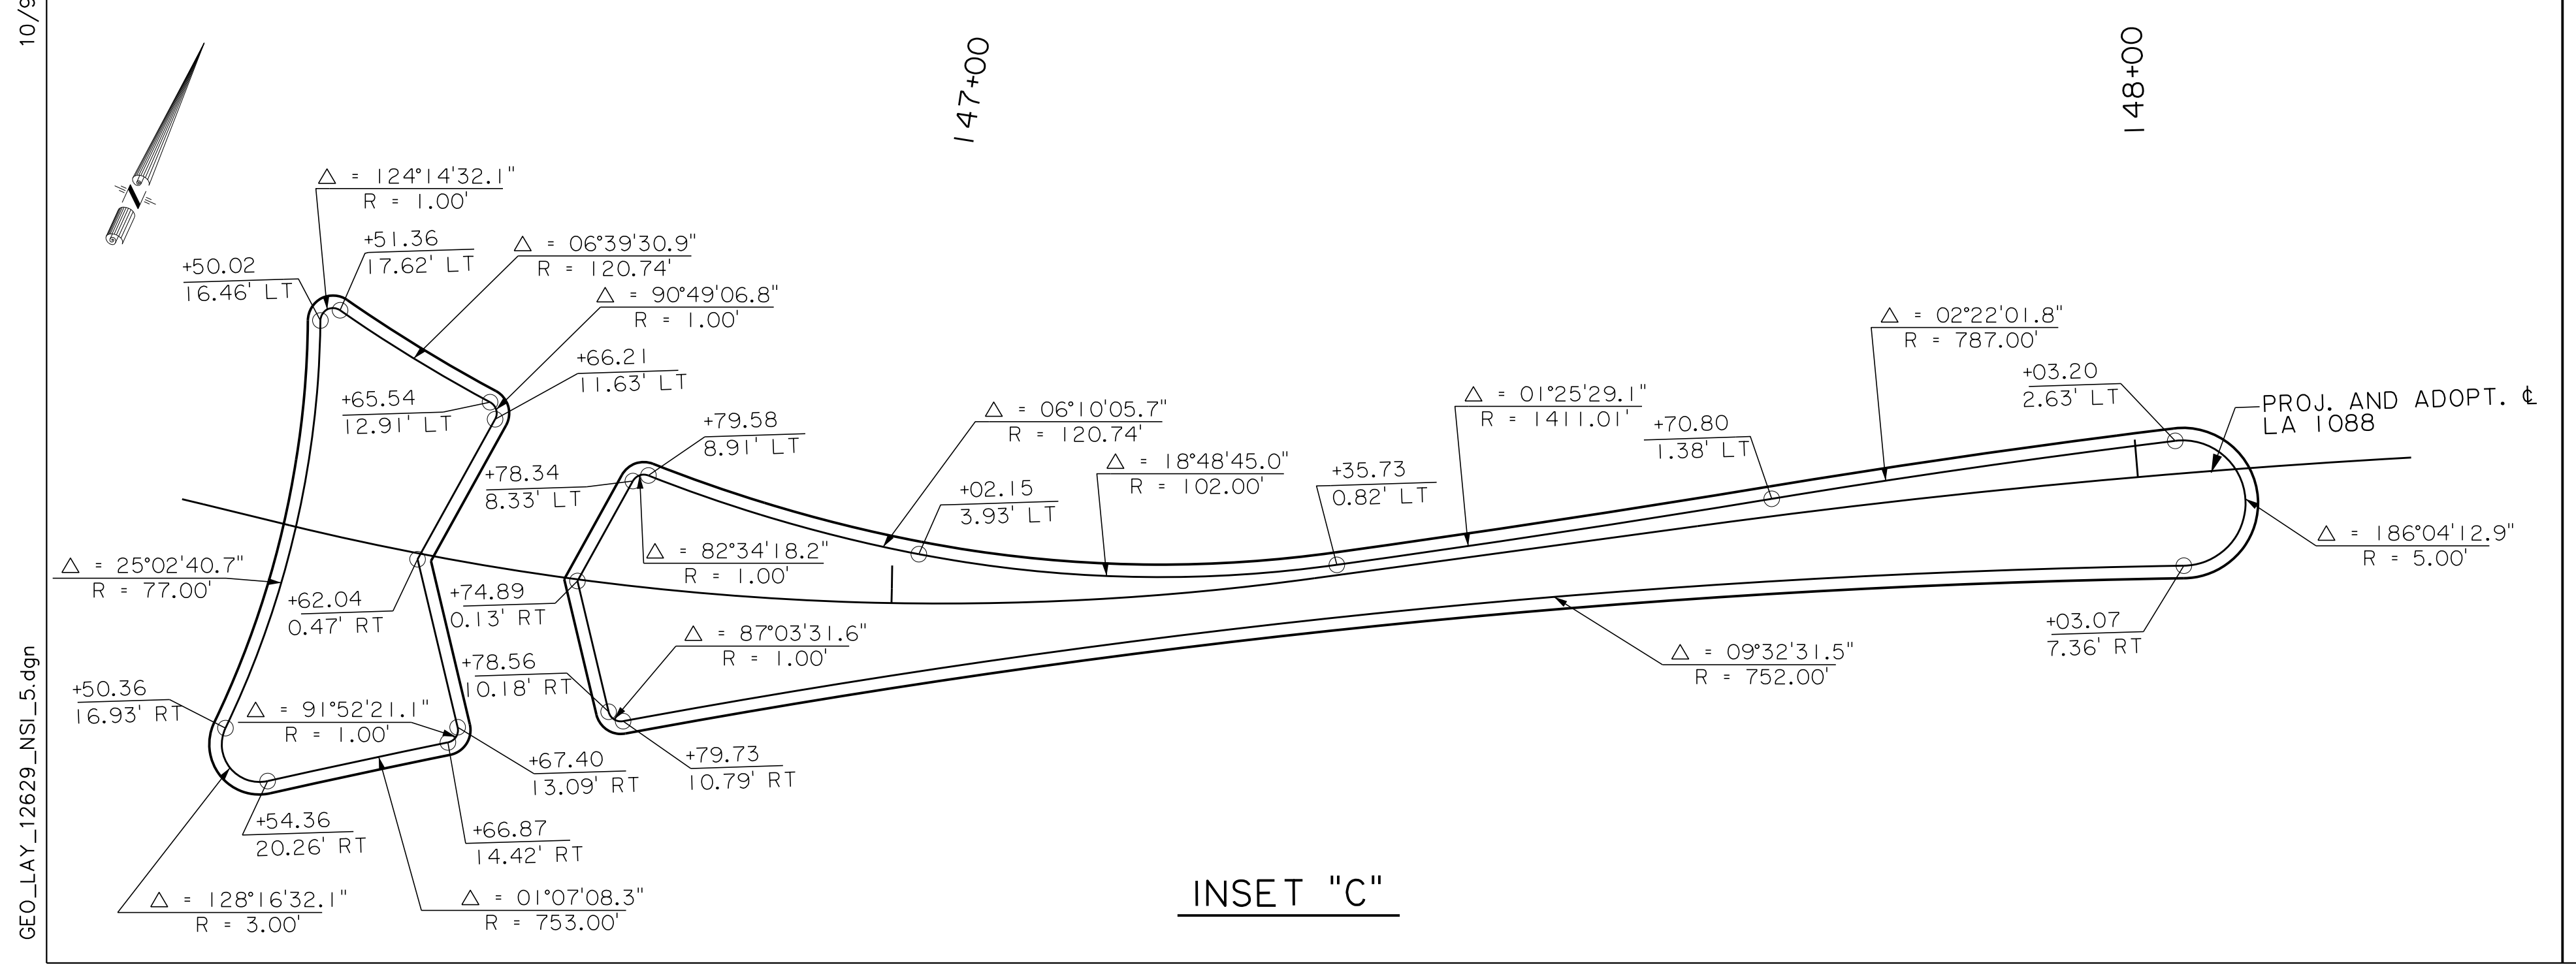 10/9
GEO_LAY_12629_NSI_5.dgn
N
147+00
148+00
△ = 124°14'32.1"
R = 1.00'
+51.36
17.62' LT
△ = 06°39'30.9"
R = 120.74'
+50.02
16.46' LT
△ = 90°49'06.8"
R = 1.00'
+66.21
11.63' LT
+65.54
12.91' LT
+79.58
8.91' LT
△ = 06°10'05.7"
R = 120.74'
△ = 01°25'29.1"
R = 1411.01'
△ = 02°22'01.8"
R = 787.00'
+03.20
2.63' LT
PROJ. AND ADOPT. ℄
LA 1088
+70.80
1.38' LT
+78.34
8.33' LT
△ = 18°48'45.0"
R = 102.00'
+35.73
0.82' LT
+02.15
3.93' LT
△ = 25°02'40.7"
R = 77.00'
△ = 82°34'18.2"
R = 1.00'
△ = 186°04'12.9"
R = 5.00'
+62.04
0.47' RT
+74.89
0.13' RT
△ = 87°03'31.6"
R = 1.00'
+03.07
7.36' RT
△ = 09°32'31.5"
R = 752.00'
+78.56
10.18' RT
+50.36
16.93' RT
△ = 91°52'21.1"
R = 1.00'
+67.40
13.09' RT
+79.73
10.79' RT
+54.36
20.26' RT
+66.87
14.42' RT
△ = 128°16'32.1"
R = 3.00'
△ = 01°07'08.3"
R = 753.00'
INSET "C"